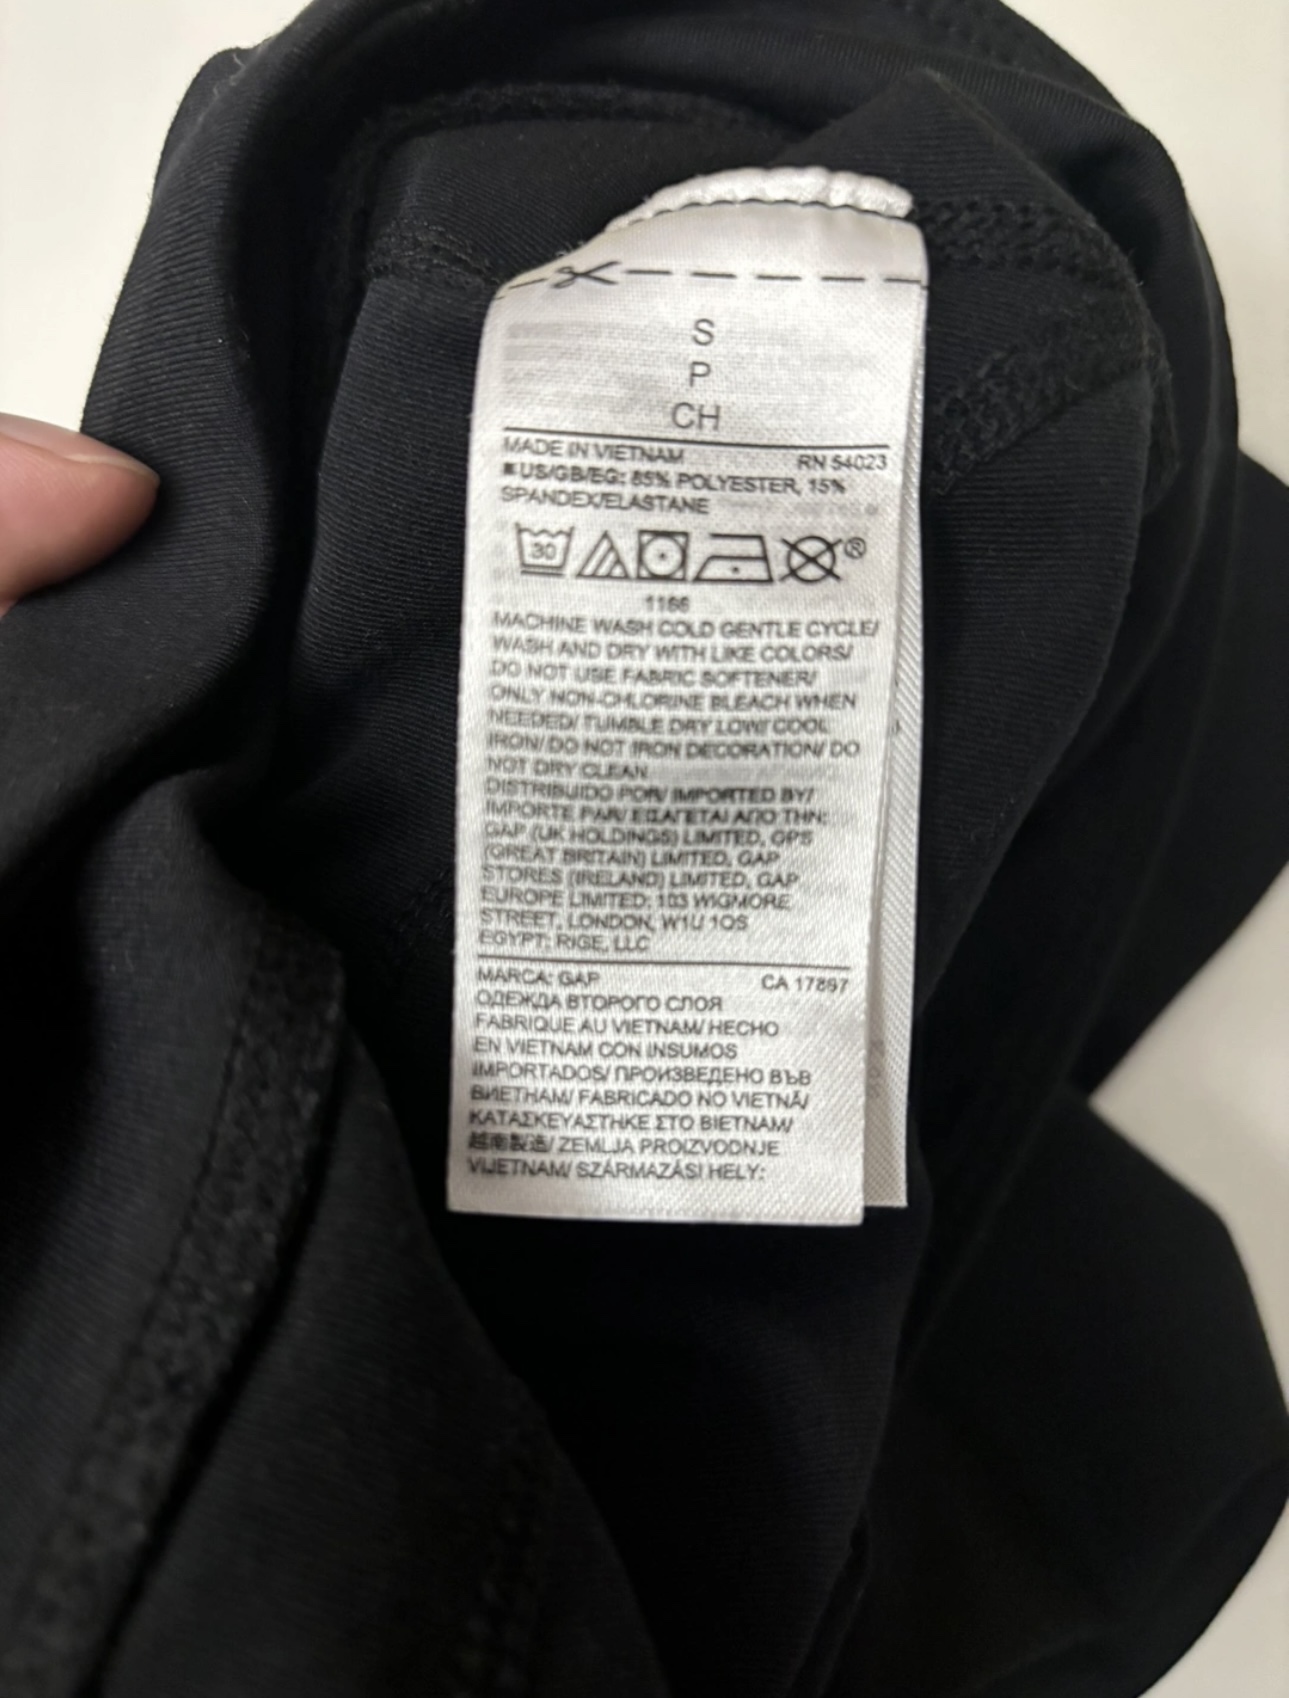 S
P
CH
MADE IN VIETNAM RN 54023
US/GB/EG: 85% POLYESTER, 15%
SPANDEX/ELASTANE
30 ®
1166
MACHINE WASH COLD GENTLE CYCLE/
WASH AND DRY WITH LIKE COLORS/
DO NOT USE FABRIC SOFTENER/
ONLY NON-CHLORINE BLEACH WHEN
NEEDED/ TUMBLE DRY LOW/ COOL
IRON/ DO NOT IRON DECORATION/ DO
NOT DRY CLEAN
DISTRIBUIDO POR/ IMPORTED BY/
IMPORTE PAR/ ΕΙΣΑΓΕΤΑΙ ΑΠΟ ΤΗΝ:
GAP (UK HOLDINGS) LIMITED, GPS
(GREAT BRITAIN) LIMITED, GAP
STORES (IRELAND) LIMITED, GAP
EUROPE LIMITED; 103 WIGMORE
STREET, LONDON, W1U 1QS
EGYPT: RIGE, LLC
MARCA: GAP CA 17897
ОДЕЖДА ВТОРОГО СЛОЯ
FABRIQUE AU VIETNAM/ HECHO
EN VIETNAM CON INSUMOS
IMPORTADOS/ ПРОИЗВЕДЕНО ВЪВ
ВИЕТНАМ/ FABRICADO NO VIETNÃ/
ΚΑΤΑΣΚΕΥΑΣΤΗΚΕ ΣΤΟ ΒΙΕΤΝΑΜ/
越南製造/ ZEMLJA PROIZVODNJE
VIJETNAM/ SZÁRMAZÁSI HELY: